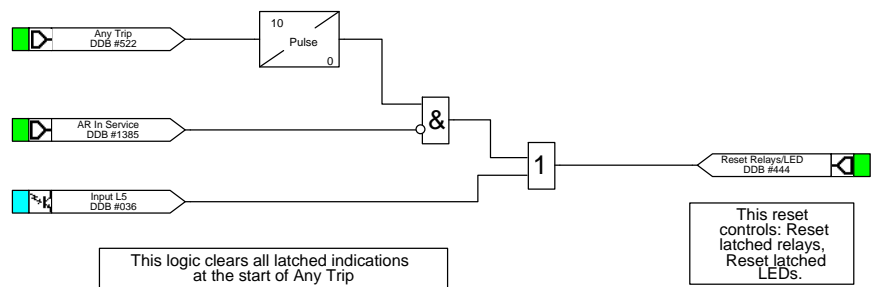 Any Trip
DDB #522
10
Pulse
0
AR In Service
DDB #1385
&
1
Input L5
DDB #036
Reset Relays/LED
DDB #444
This logic clears all latched indications
at the start of Any Trip
This reset
controls: Reset
latched relays,
Reset latched
LEDs.